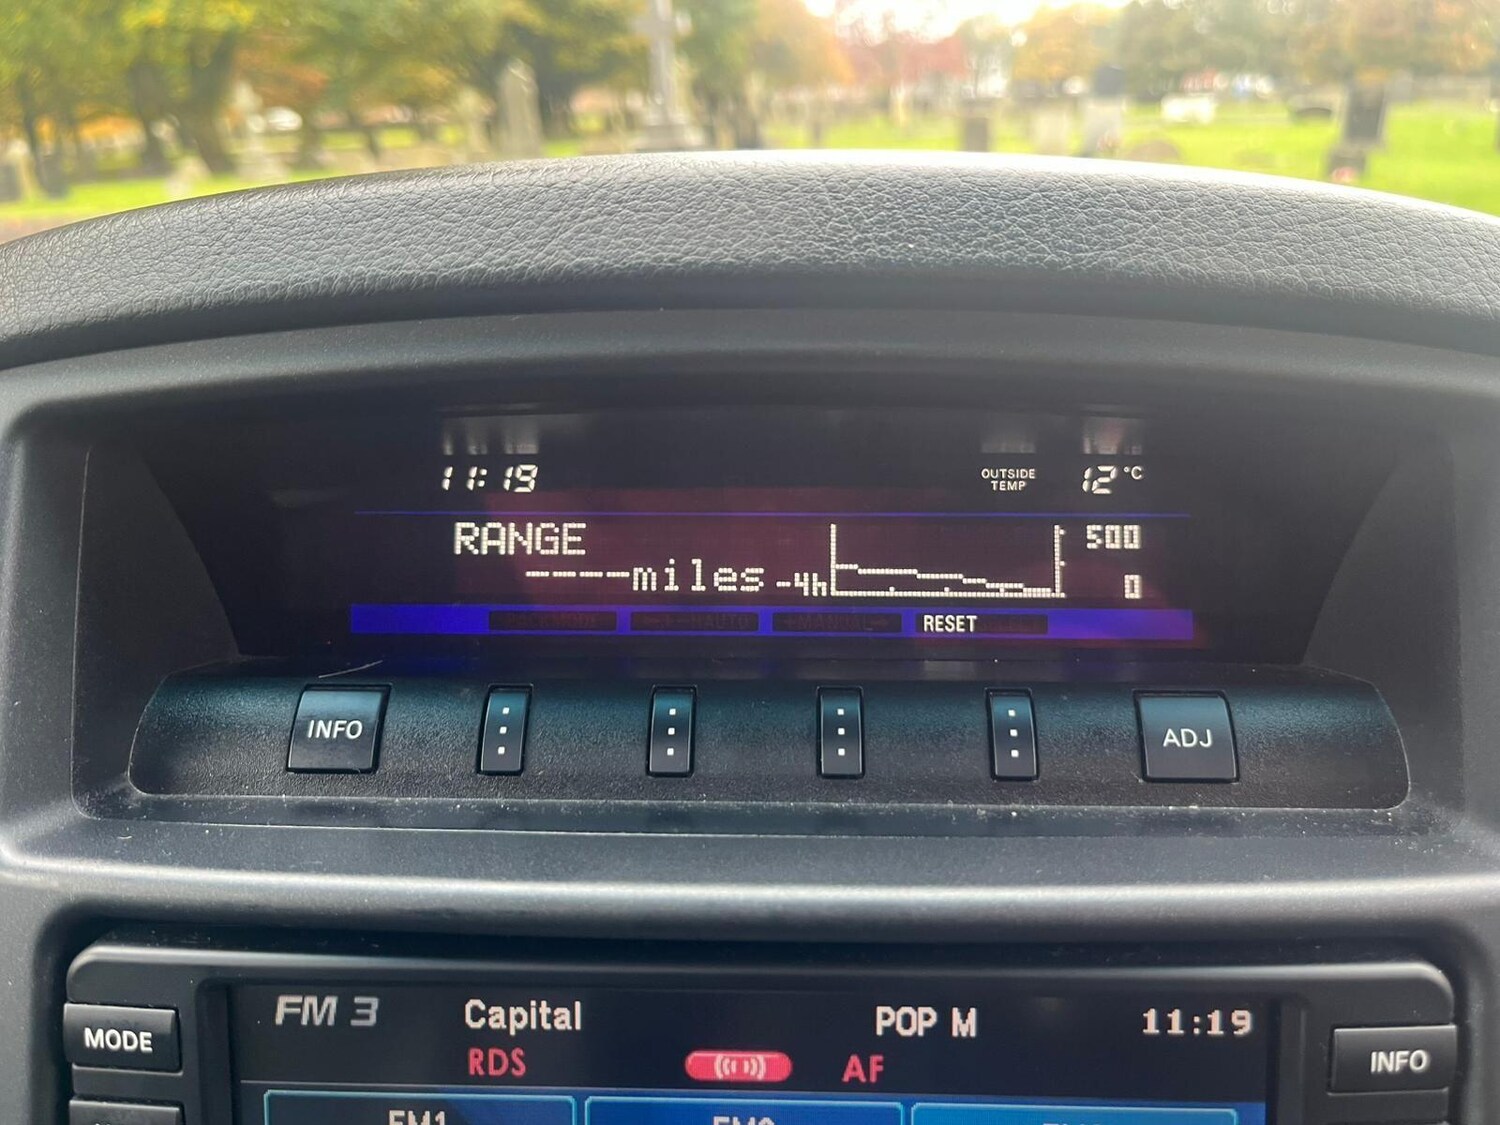 11:19 OUTSIDE TEMP 12 °C
RANGE 500
----miles -4h 0
RESET
INFO ADJ
FM 3 Capital POP M 11:19
MODE RDS AF INFO
FM1